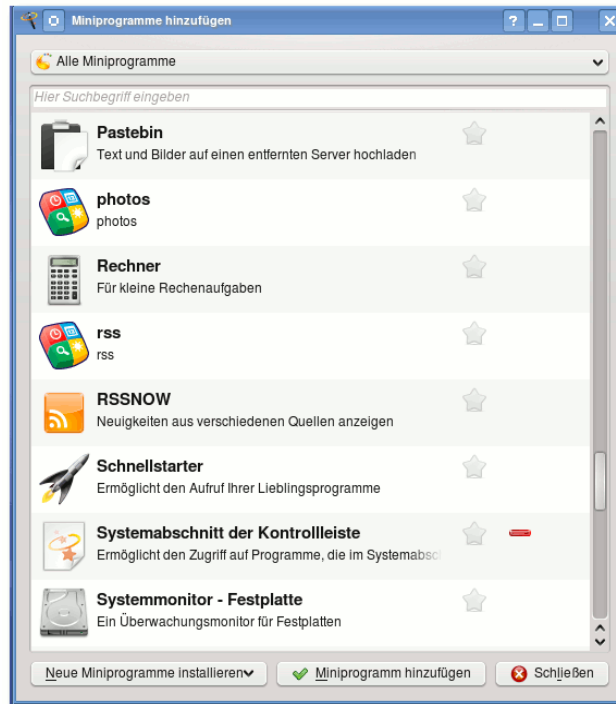 Miniprogramme hinzufügen
Alle Miniprogramme
Hier Suchbegriff eingeben
Pastebin
Text und Bilder auf einen entfernten Server hochladen
photos
photos
Rechner
Für kleine Rechenaufgaben
rss
rss
RSSNOW
Neuigkeiten aus verschiedenen Quellen anzeigen
Schnellstarter
Ermöglicht den Aufruf Ihrer Lieblingsprogramme
Systemabschnitt der Kontrollleiste
Ermöglicht den Zugriff auf Programme, die im Systemabsc
Systemmonitor - Festplatte
Ein Überwachungsmonitor für Festplatten
Neue Miniprogramme installieren
Miniprogramm hinzufügen
Schließen